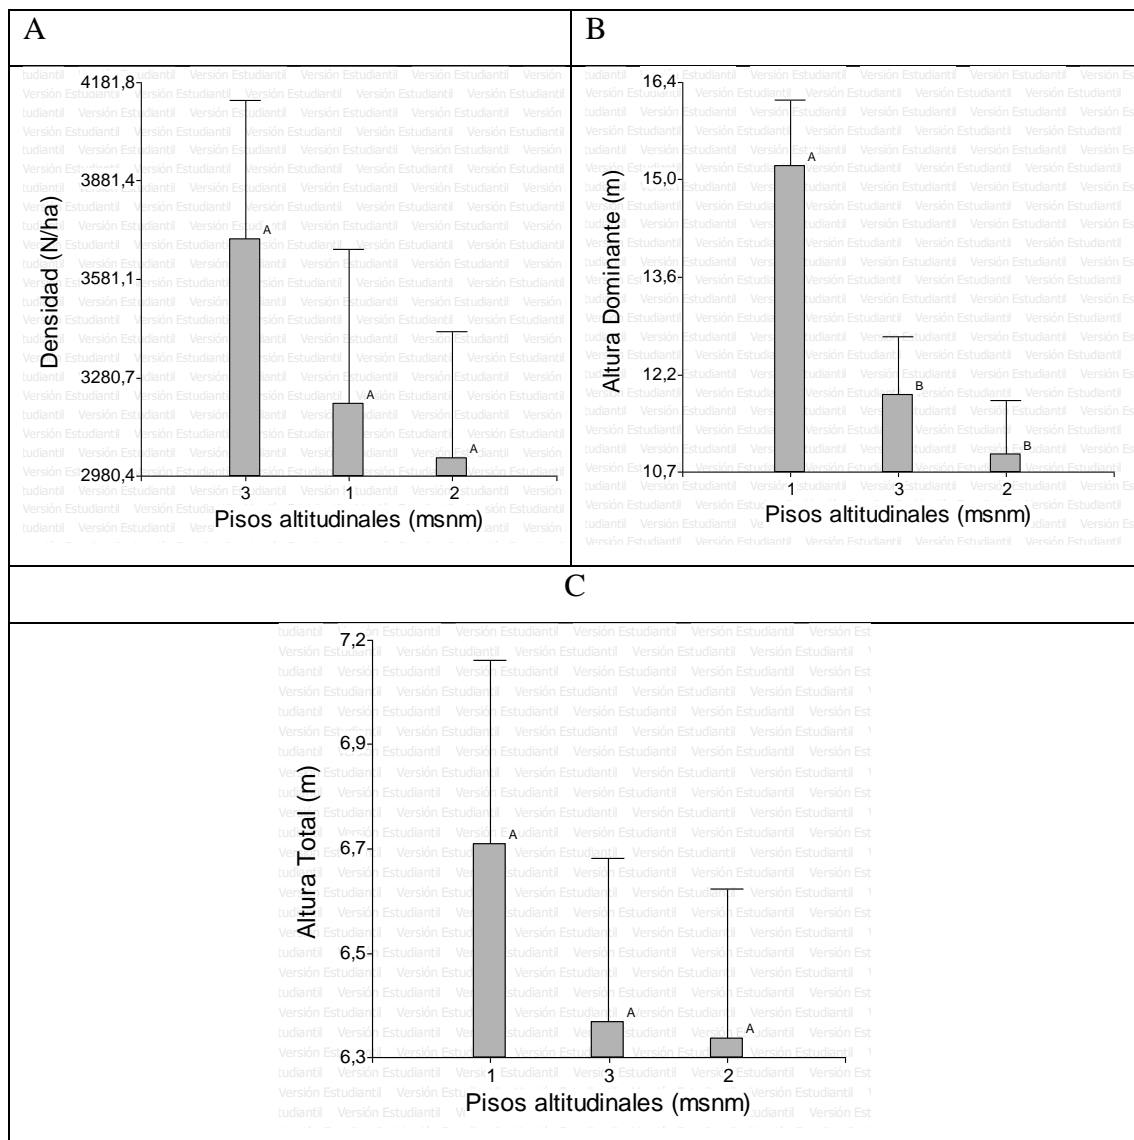 A
B
4181,8
3881,4
3581,1
3280,7
2980,4
Densidad (N/ha)
A
A
A
3
1
2
Pisos altitudinales (msnm)
16,4
15,0
13,6
12,2
10,7
Altura Dominante (m)
A
B
B
1
3
2
Pisos altitudinales (msnm)
C
7,2
6,9
6,7
6,5
6,3
Altura Total (m)
A
A
A
1
3
2
Pisos altitudinales (msnm)
Versión Estudiantil